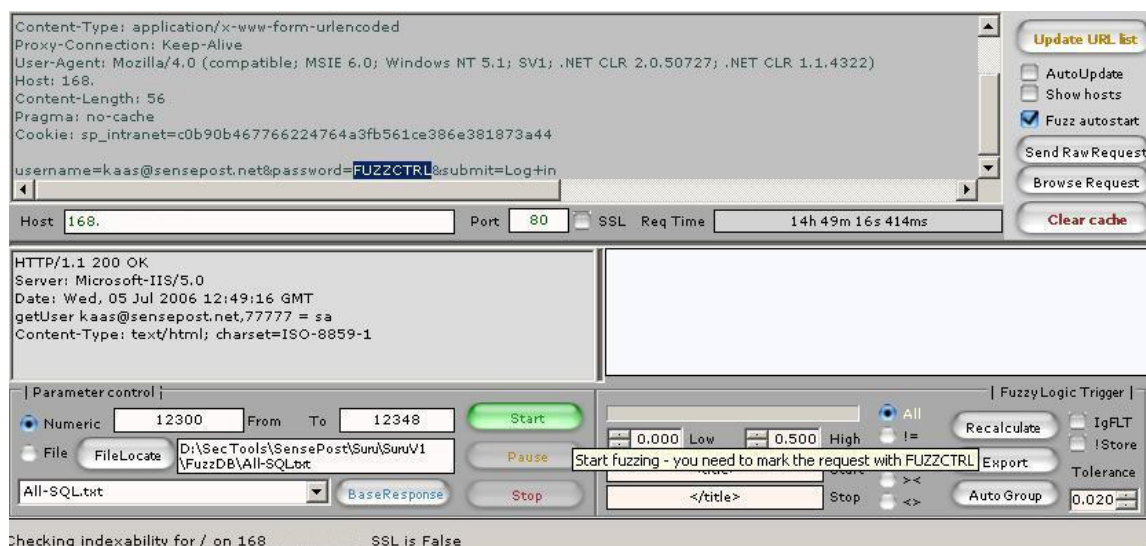 Content-Type: application/x-www-form-urlencoded
Proxy-Connection: Keep-Alive
User-Agent: Mozilla/4.0 (compatible; MSIE 6.0; Windows NT 5.1; SV1; .NET CLR 2.0.50727; .NET CLR 1.1.4322)
Host: 168.
Content-Length: 56
Pragma: no-cache
Cookie: sp_intranet=c0b90b467766224764a3fb561ce386e381873a44
username=kaas@sensepost.net&password=FUZZCTRL&submit=Log+in
Update URL list
AutoUpdate
Show hosts
Fuzz autostart
Send Raw Request
Browse Request
Clear cache
Host 168. Port 80 SSL Req Time 14h 49m 16s 414ms
HTTP/1.1 200 OK
Server: Microsoft-IIS/5.0
Date: Wed, 05 Jul 2006 12:49:16 GMT
getUser kaas@sensepost.net,77777 = sa
Content-Type: text/html; charset=ISO-8859-1
Parameter control
Numeric 12300 From To 12348
File FileLocate D:\SecTools\SensePost\Suru\SuruV1
\FuzzDB\All-SQL.txt
All-SQL.txt BaseResponse
Start
Pause
Stop
Fuzzy Logic Trigger
0.000 Low 0.500 High
All
!=
><
<>
Start fuzzing - you need to mark the request with FUZZCTRL
</title> Stop
Recalculate
Export
Auto Group
IgFLT
!Store
Tolerance
0.020
Checking indexability for / on 168 SSL is False